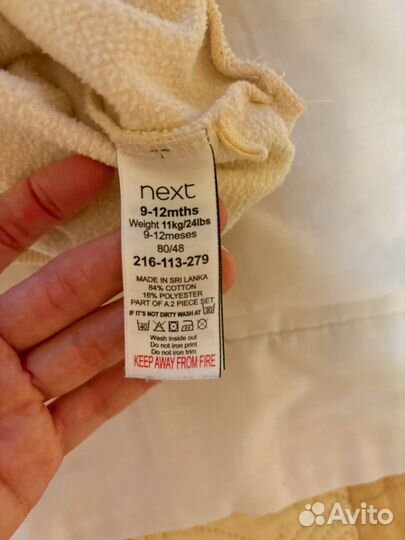 next
9-12mths
Weight 11kg/24lbs
9-12meses
80/48
216-113-279
MADE IN SRI LANKA
84% COTTON
16% POLYESTER
PART OF A 2 PIECE SET
IF IT'S NOT DIRTY WASH AT 30
40
Wash inside out
Do not iron print
Do not iron trim
KEEP AWAY FROM FIRE
Avito